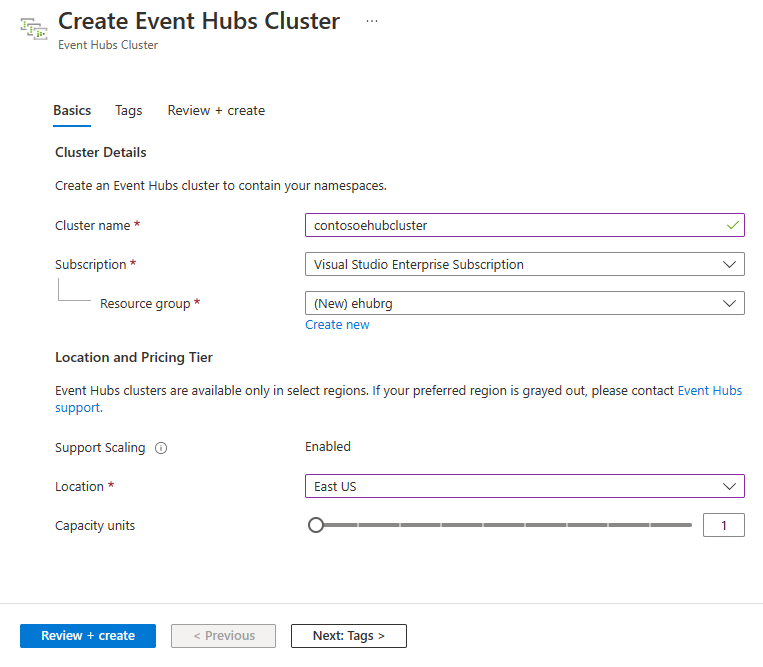 Create Event Hubs Cluster ...
Event Hubs Cluster
Basics Tags Review + create
Cluster Details
Create an Event Hubs cluster to contain your namespaces.
Cluster name * contosoehubcluster
Subscription * Visual Studio Enterprise Subscription
Resource group * (New) ehubrg
Create new
Location and Pricing Tier
Event Hubs clusters are available only in select regions. If your preferred region is grayed out, please contact Event Hubs
support.
Support Scaling Enabled
Location * East US
Capacity units 1
Review + create < Previous Next: Tags >